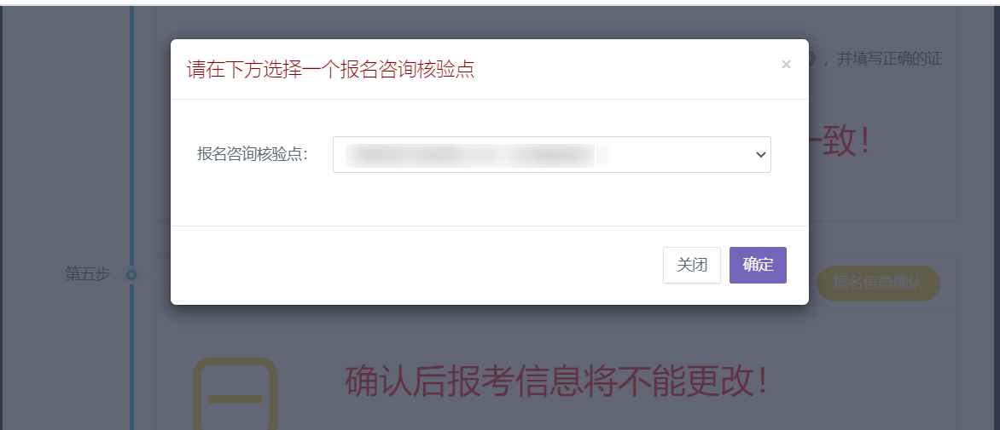 请在下方选择一个报名咨询核验点
×
》，并填写正确的证
报名咨询核验点：
一致！
关闭
确定
第五步
报名信息确认
确认后报考信息将不能更改！